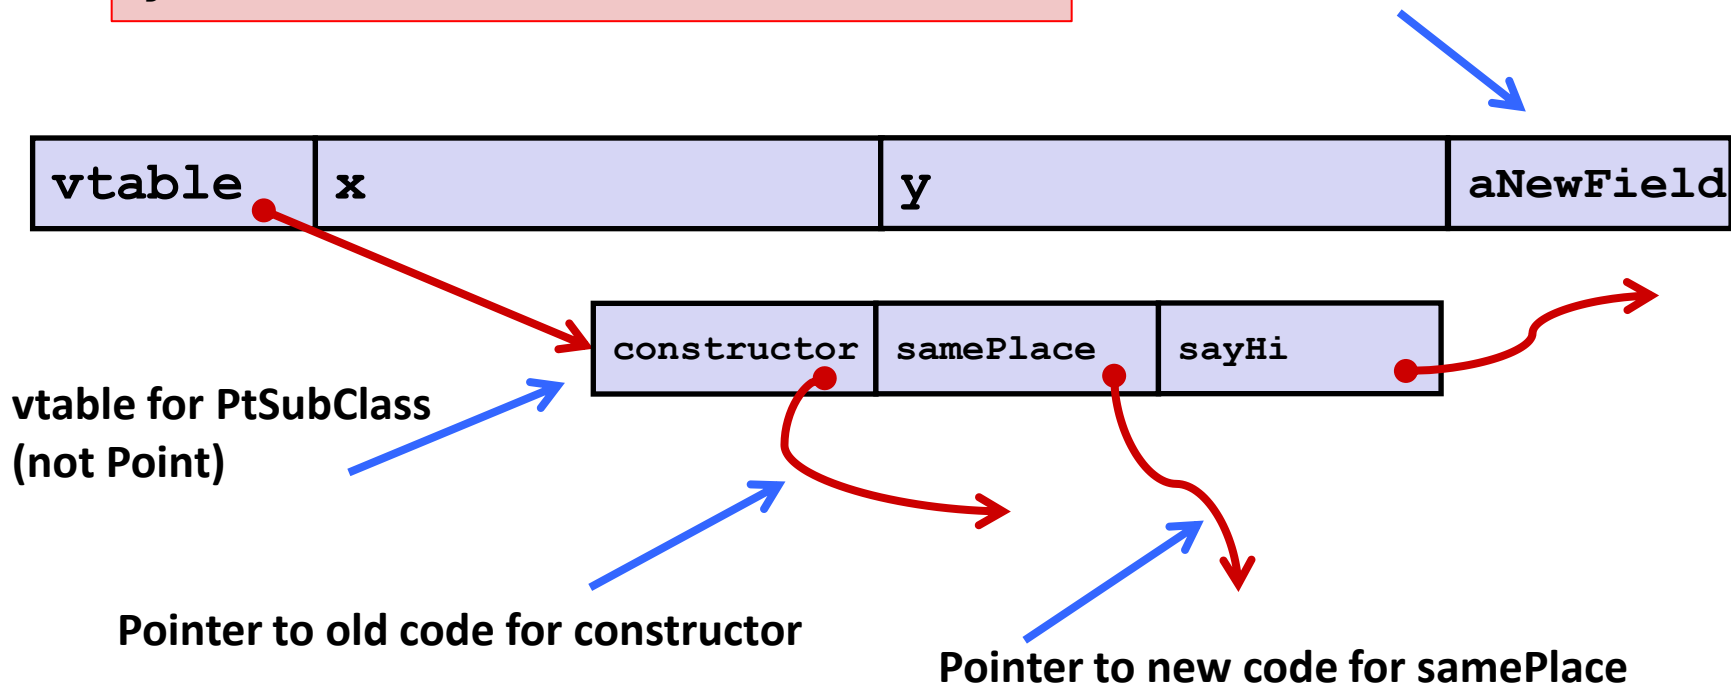 vtable x y aNewField
constructor samePlace sayHi
vtable for PtSubClass
(not Point)
Pointer to old code for constructor
Pointer to new code for samePlace